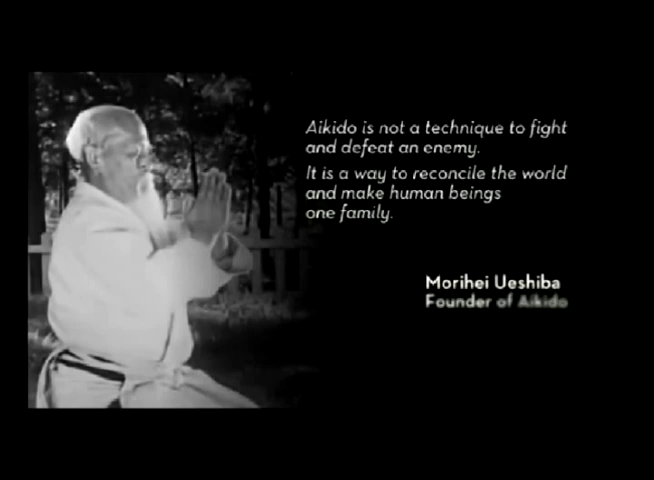 Aikido is not a technique to fight
and defeat an enemy.
It is a way to reconcile the world
and make human beings
one family.
Morihei Ueshiba
Founder of Aikido